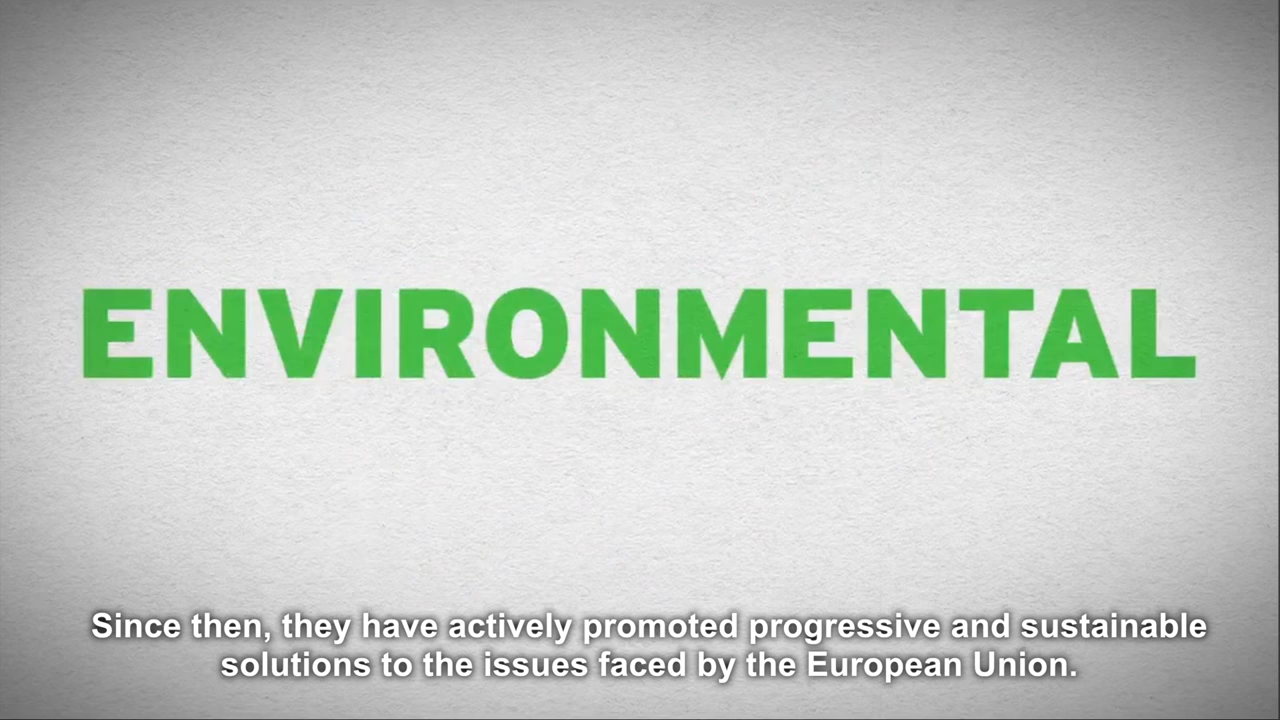 ENVIRONMENTAL
Since then, they have actively promoted progressive and sustainable
solutions to the issues faced by the European Union.